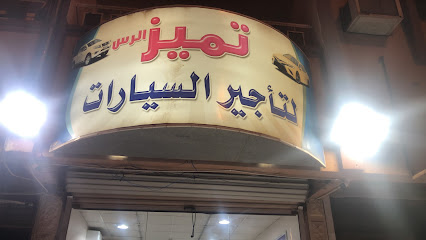 تميز الرس
لتأجير السيارات